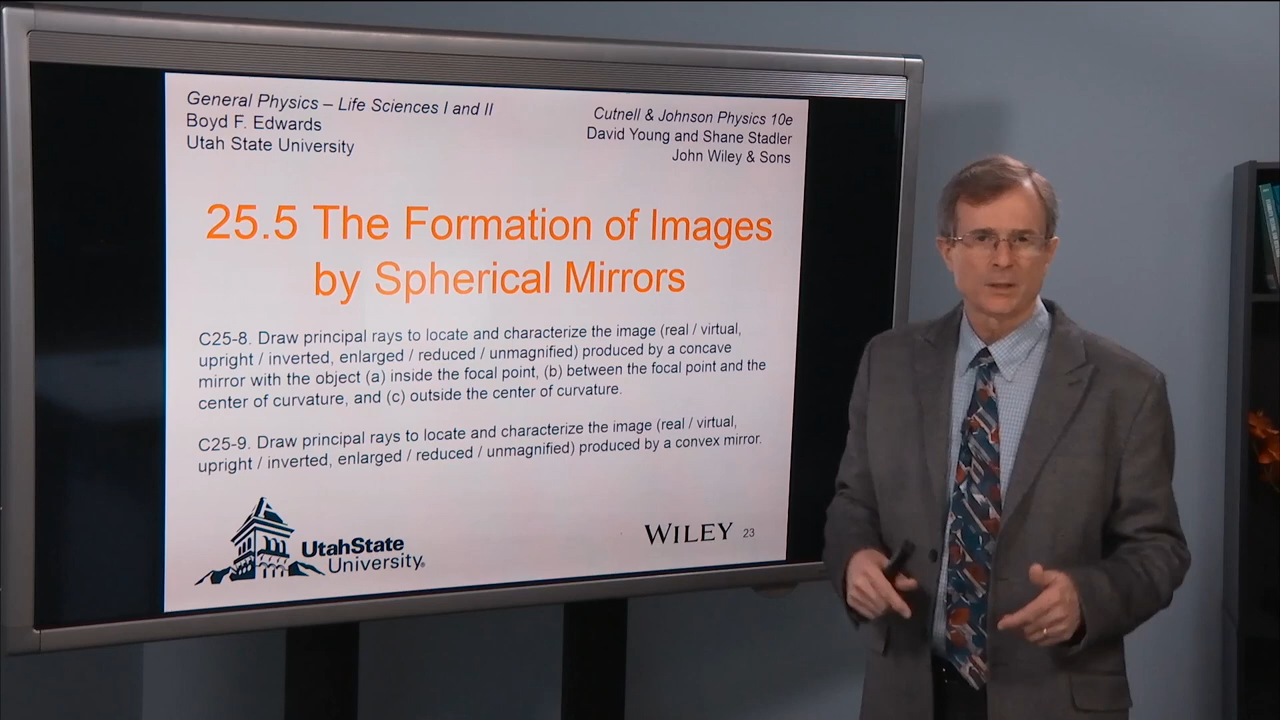 General Physics – Life Sciences I and II
Boyd F. Edwards
Utah State University
Cutnell & Johnson Physics 10e
David Young and Shane Stadler
John Wiley & Sons
25.5 The Formation of Images
by Spherical Mirrors
C25-8. Draw principal rays to locate and characterize the image (real / virtual,
upright / inverted, enlarged / reduced / unmagnified) produced by a concave
mirror with the object (a) inside the focal point, (b) between the focal point and the
center of curvature, and (c) outside the center of curvature.
C25-9. Draw principal rays to locate and characterize the image (real / virtual,
upright / inverted, enlarged / reduced / unmagnified) produced by a convex mirror.
UtahState
University®
WILEY 23